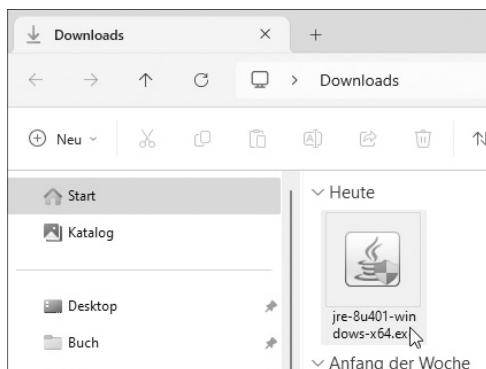 Downloads
Downloads
Neu
Start
Heute
Katalog
Desktop
jre-8u401-win
dows-x64.ex
Buch
Anfang der Woche